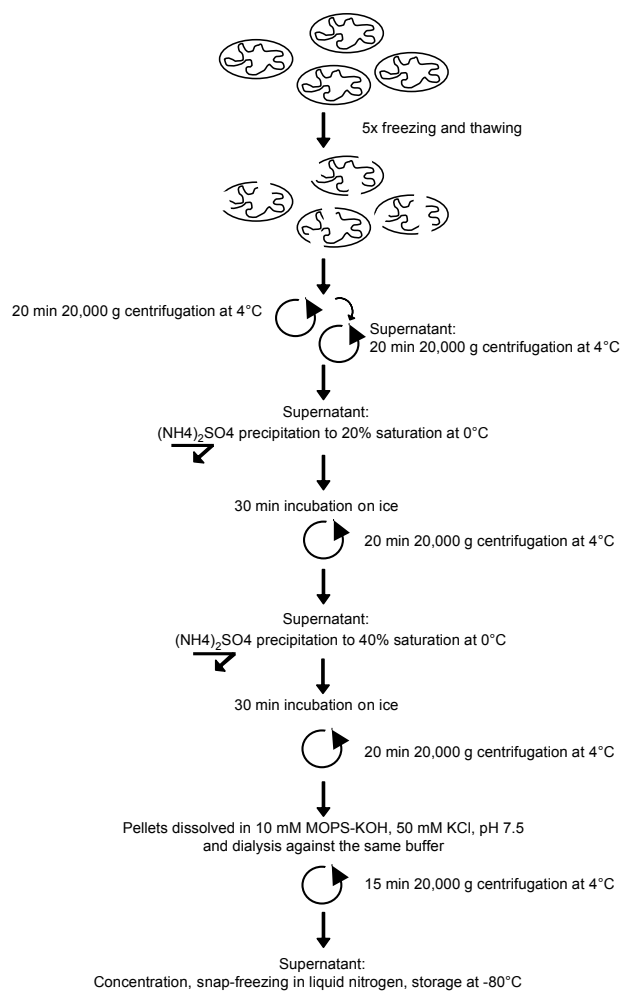 5x freezing and thawing
20 min 20,000 g centrifugation at 4°C
Supernatant:
20 min 20,000 g centrifugation at 4°C
Supernatant:
(NH4)₂SO4 precipitation to 20% saturation at 0°C
30 min incubation on ice
20 min 20,000 g centrifugation at 4°C
Supernatant:
(NH4)₂SO4 precipitation to 40% saturation at 0°C
30 min incubation on ice
20 min 20,000 g centrifugation at 4°C
Pellets dissolved in 10 mM MOPS-KOH, 50 mM KCl, pH 7.5
and dialysis against the same buffer
15 min 20,000 g centrifugation at 4°C
Supernatant:
Concentration, snap-freezing in liquid nitrogen, storage at -80°C